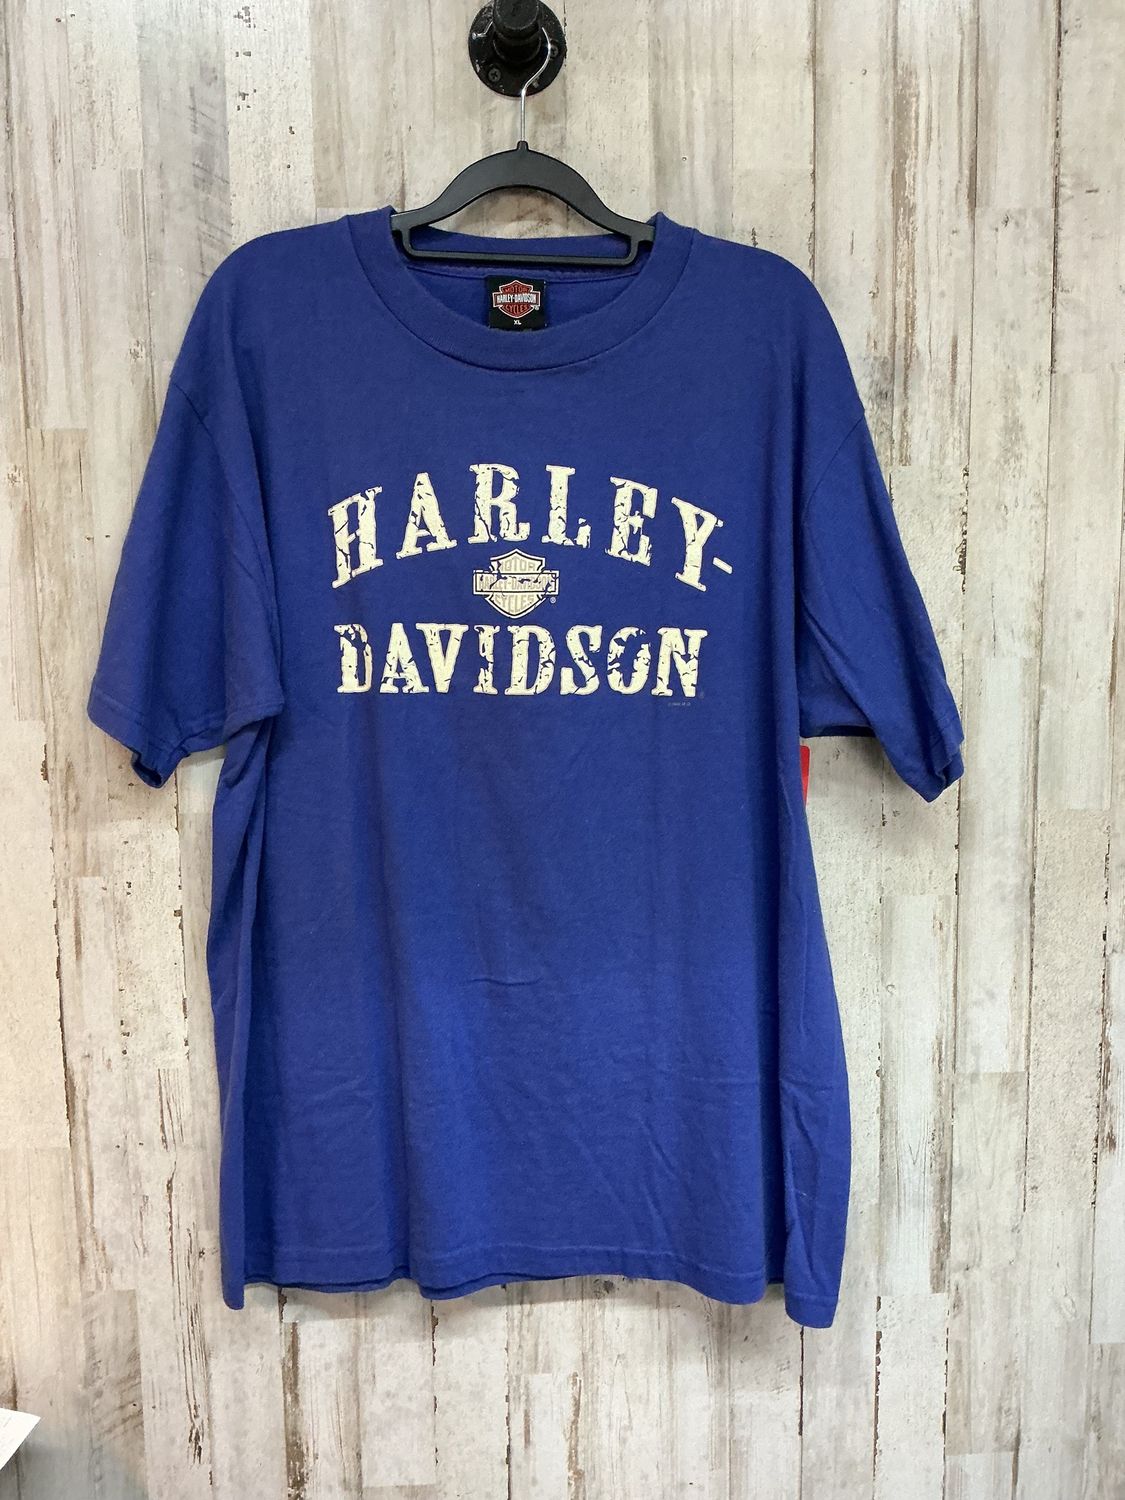 MOTOR
HARLEY-DAVIDSON
CYCLES
XL
HARLEY-
MOTOR
HARLEY-DAVIDSON
CYCLES
®
DAVIDSON